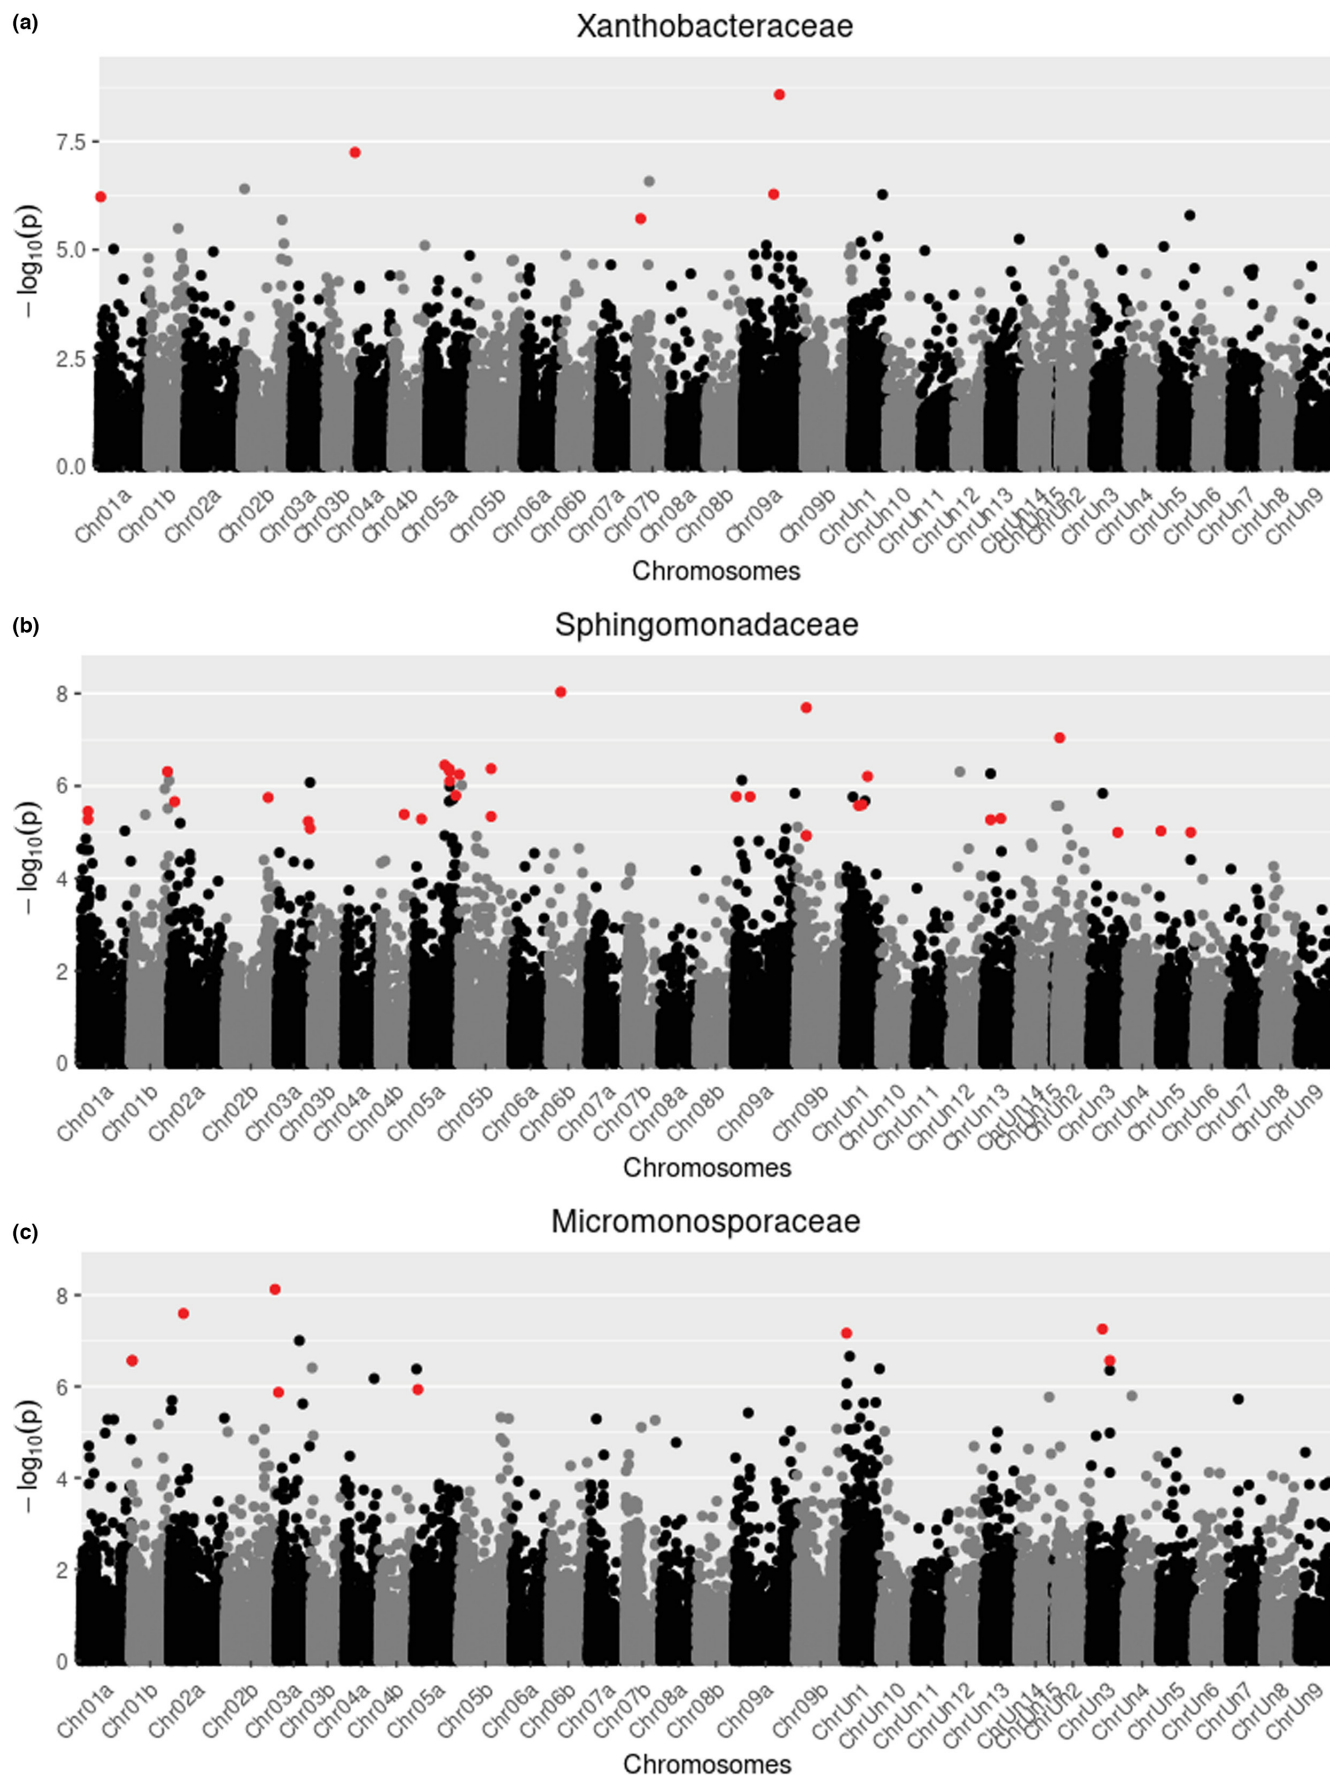 (a)
Xanthobacteraceae
− log10(p)
7.5
5.0
2.5
0.0
Chr01a Chr01b Chr02a Chr02b Chr03a Chr03b Chr04a Chr04b Chr05a Chr05b Chr06a Chr06b Chr07a Chr07b Chr08a Chr08b Chr09a Chr09b ChrUn1 ChrUn10 ChrUn11 ChrUn12 ChrUn13 ChrUn14 ChrUn15 ChrUn2 ChrUn3 ChrUn4 ChrUn5 ChrUn6 ChrUn7 ChrUn8 ChrUn9
Chromosomes
(b)
Sphingomonadaceae
− log10(p)
8
6
4
2
0
Chr01a Chr01b Chr02a Chr02b Chr03a Chr03b Chr04a Chr04b Chr05a Chr05b Chr06a Chr06b Chr07a Chr07b Chr08a Chr08b Chr09a Chr09b ChrUn1 ChrUn10 ChrUn11 ChrUn12 ChrUn13 ChrUn14 ChrUn15 ChrUn2 ChrUn3 ChrUn4 ChrUn5 ChrUn6 ChrUn7 ChrUn8 ChrUn9
Chromosomes
(c)
Micromonosporaceae
− log10(p)
8
6
4
2
0
Chr01a Chr01b Chr02a Chr02b Chr03a Chr03b Chr04a Chr04b Chr05a Chr05b Chr06a Chr06b Chr07a Chr07b Chr08a Chr08b Chr09a Chr09b ChrUn1 ChrUn10 ChrUn11 ChrUn12 ChrUn13 ChrUn14 ChrUn15 ChrUn2 ChrUn3 ChrUn4 ChrUn5 ChrUn6 ChrUn7 ChrUn8 ChrUn9
Chromosomes